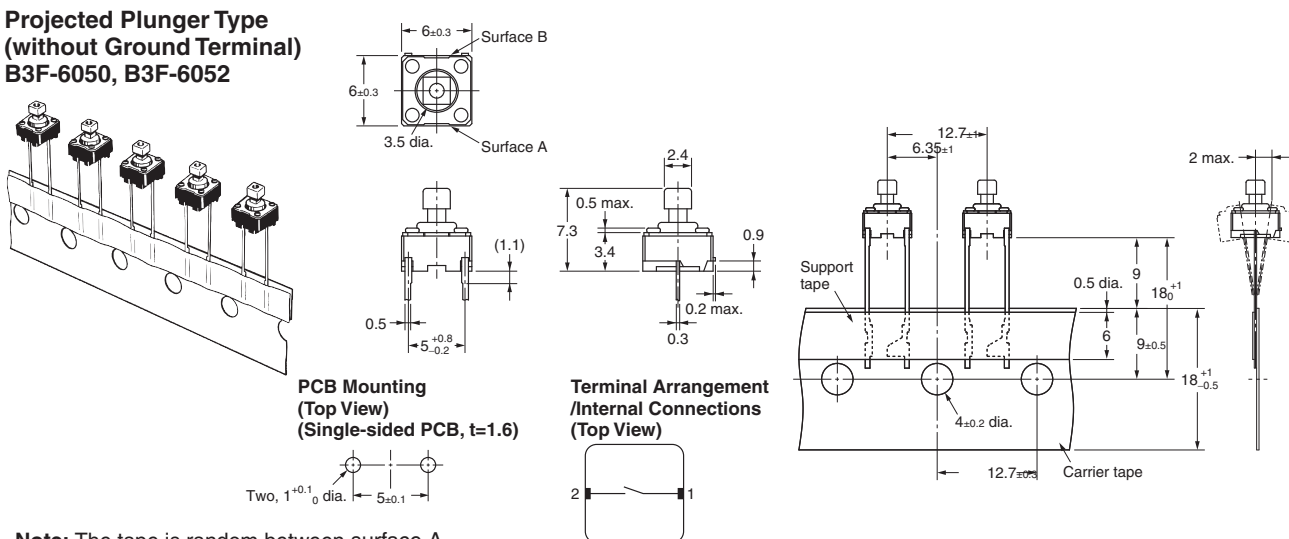 Projected Plunger Type
(without Ground Terminal)
B3F-6050, B3F-6052
6±0.3
Surface B
6±0.3
3.5 dia.
Surface A
2.4
0.5 max.
7.3
3.4
0.9
(1.1)
0.2 max.
0.5
5 +0.8 −0.2
0.3
12.7±1
6.35±1
2 max.
Support
tape
0.5 dia.
9
18 +1 0
6
9±0.5
18 +1 −0.5
4±0.2 dia.
12.7±0.3
Carrier tape
PCB Mounting
(Top View)
(Single-sided PCB, t=1.6)
Two, 1 +0.1 0 dia.
5±0.1
Terminal Arrangement
/Internal Connections
(Top View)
2
1
Note: The tape is random between surface A